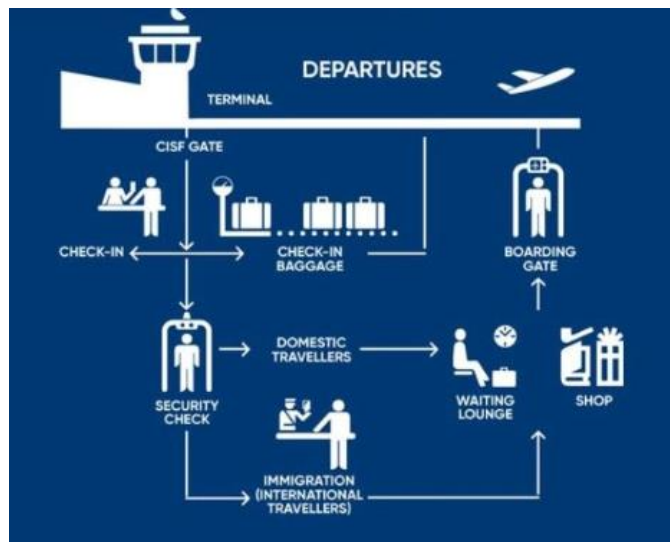 DEPARTURES
TERMINAL
CISF GATE
CHECK-IN
CHECK-IN
BAGGAGE
BOARDING
GATE
DOMESTIC
TRAVELLERS
SECURITY
CHECK
WAITING
LOUNGE
SHOP
IMMIGRATION
(INTERNATIONAL
TRAVELLERS)